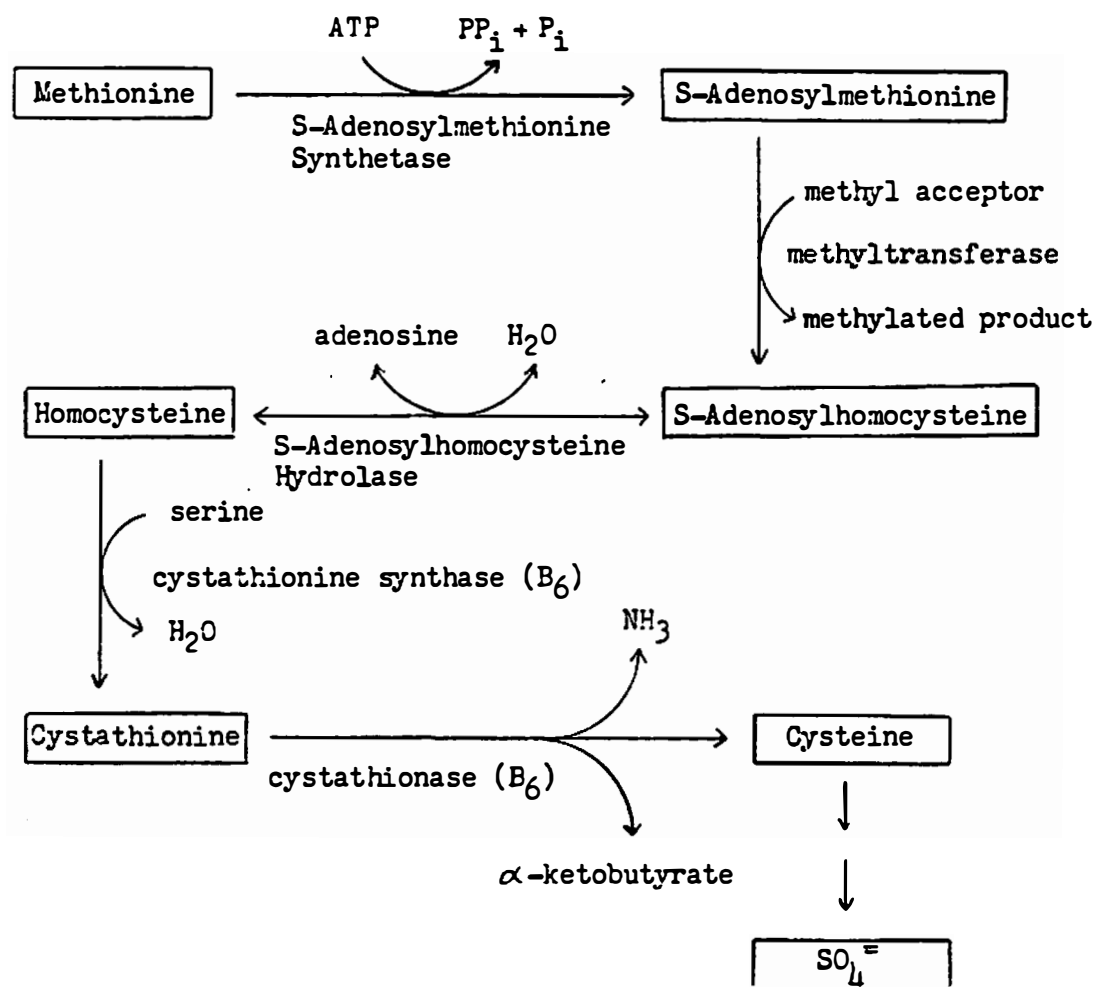 ATP PPi + Pi
Methionine
S-Adenosylmethionine
S-Adenosylmethionine
Synthetase
methyl acceptor
methyltransferase
methylated product
adenosine H2O
Homocysteine
S-Adenosylhomocysteine
S-Adenosylhomocysteine
Hydrolase
serine
cystathionine synthase (B6)
H2O
NH3
Cystathionine
Cysteine
cystathionase (B6)
α-ketobutyrate
SO4=